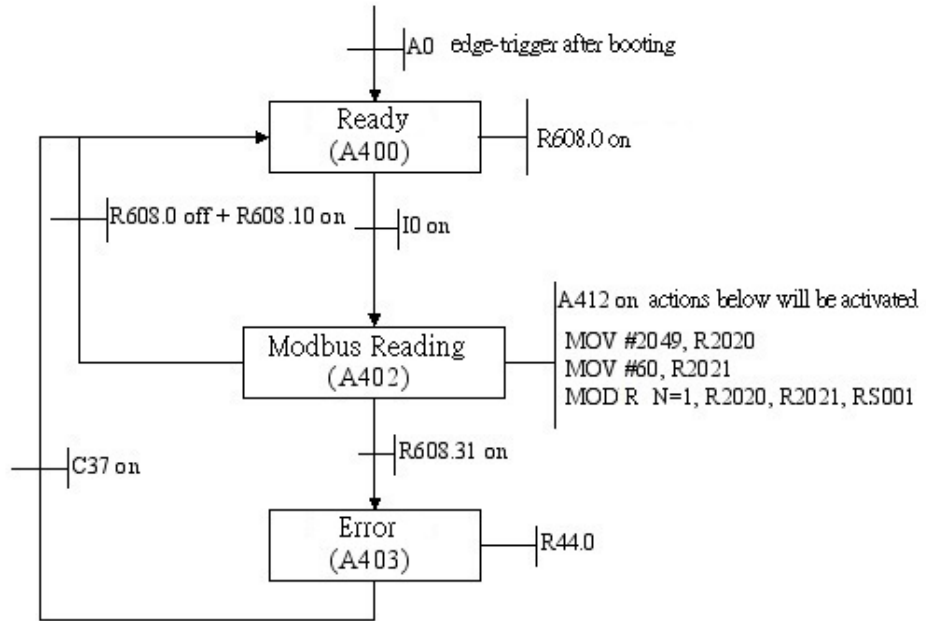 A0 edge-trigger after booting
Ready
(A400)
R608.0 on
R608.0 off + R608.10 on
I0 on
A412 on actions below will be activated
MOV #2049, R2020
MOV #60, R2021
MOD R N=1, R2020, R2021, RS001
Modbus Reading
(A402)
R608.31 on
C37 on
Error
(A403)
R44.0